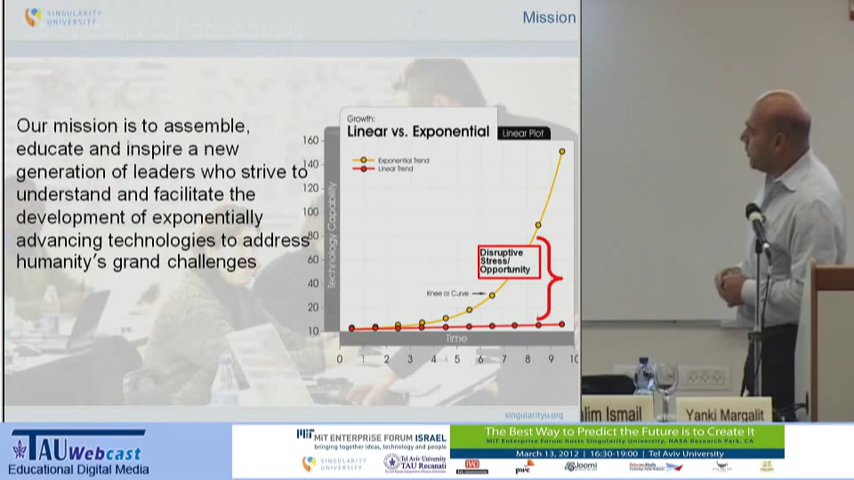 SINGULARITY
UNIVERSITY
Mission
Our mission is to assemble,
educate and inspire a new
generation of leaders who strive to
understand and facilitate the
development of exponentially
advancing technologies to address
humanity's grand challenges
Growth:
Linear vs. Exponential
Linear Plot
Exponential Trend
Linear Trend
160
140
120
100
80
60
40
20
10
Technology Capability
Disruptive
Stress/
Opportunity
Knee of Curve
Time
0 1 2 3 4 5 6 7 8 9 10
singularityu.org
alim Ismail
Yanki Margalit
TAU Webcast
Educational Digital Media
MIT ENTERPRISE FORUM ISRAEL
bringing together ideas, technology and people
SINGULARITY
UNIVERSITY
Tel Aviv University
TAU Recanati
The Best Way to Predict the Future is to Create It
MIT Enterprise Forum hosts Singularity University, NASA Research Park, CA
March 13, 2012 | 16:30-19:00 | Tel Aviv University
RAD
pwc
Joomi